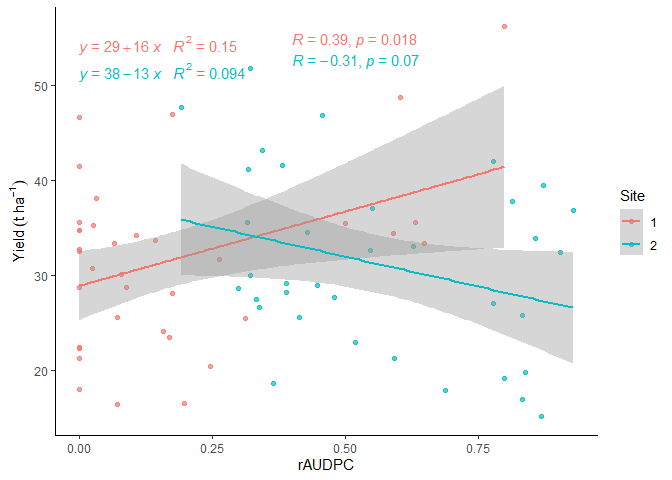 y = 29 + 16 x R² = 0.15
R = 0.39, p = 0.018
y = 38 − 13 x R² = 0.094
R = −0.31, p = 0.07
Yield (t ha⁻¹)
50
40
30
20
0.00 0.25 0.50 0.75
rAUDPC
Site
1
2